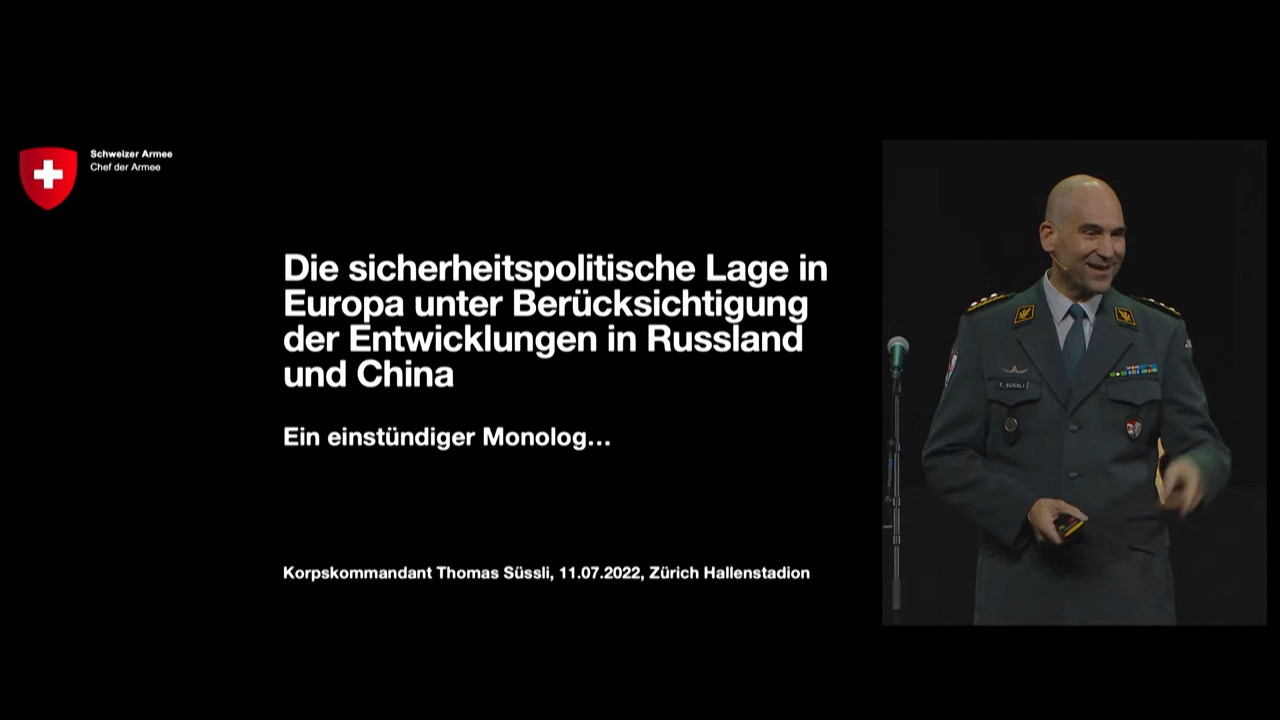 Schweizer Armee
Chef der Armee
Die sicherheitspolitische Lage in
Europa unter Berücksichtigung
der Entwicklungen in Russland
und China
Ein einstündiger Monolog...
Korpskommandant Thomas Süssli, 11.07.2022, Zürich Hallenstadion
T. SÜSSLI